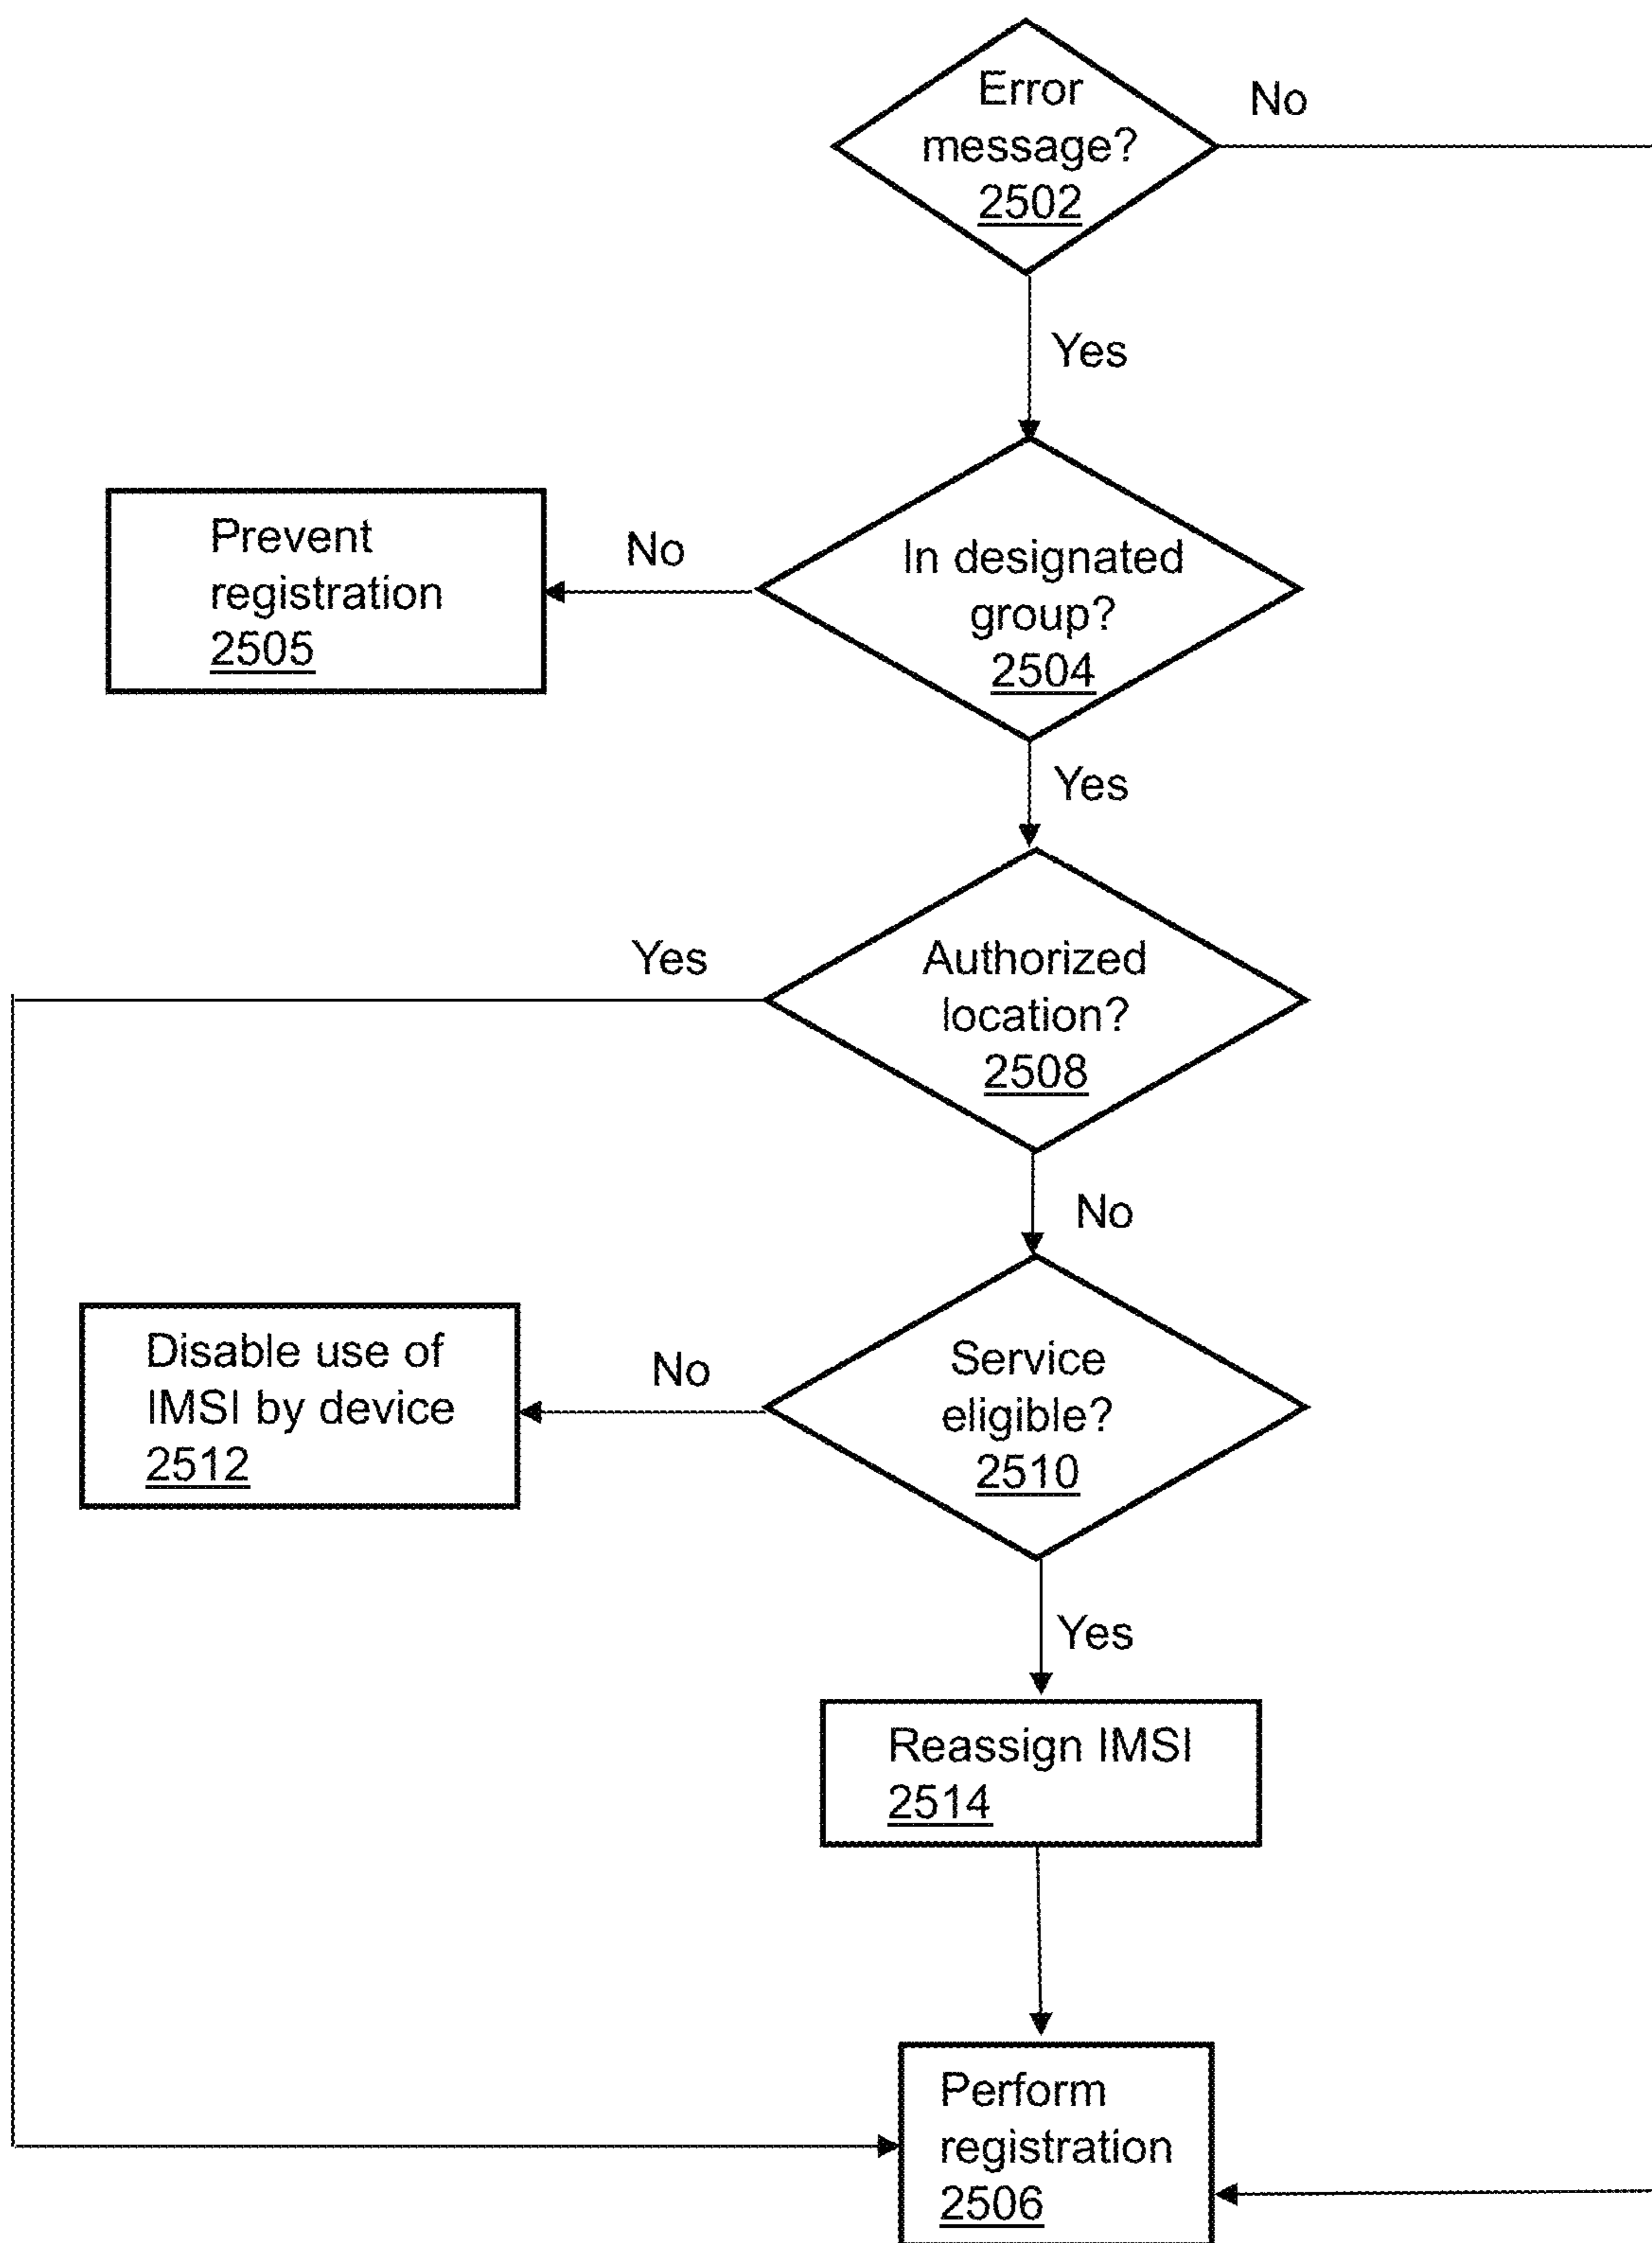 Error
message?
2502
No
Yes
Prevent
registration
2505
No
In designated
group?
2504
Yes
Yes
Authorized
location?
2508
No
Disable use of
IMSI by device
2512
No
Service
eligible?
2510
Yes
Reassign IMSI
2514
Perform
registration
2506